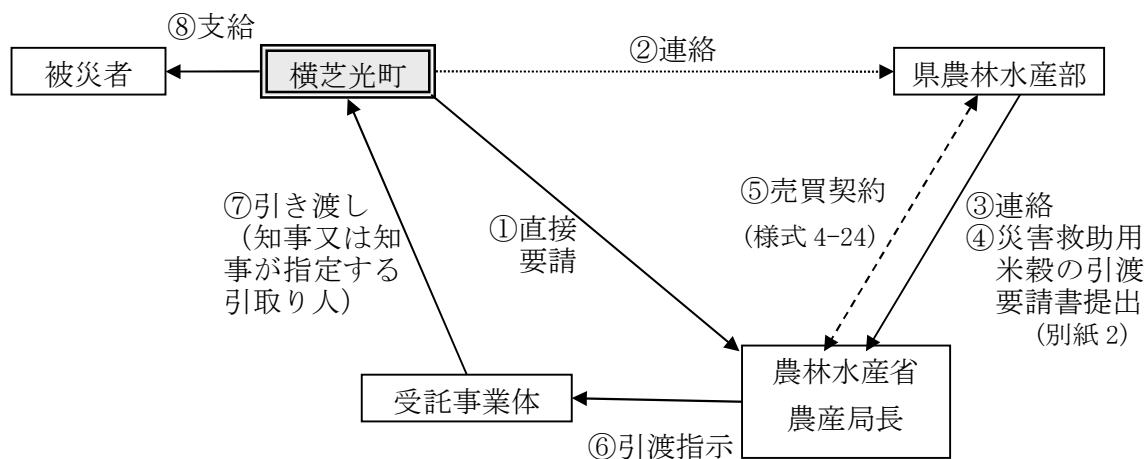 ⑧支給
被災者
横芝光町
②連絡
県農林水産部
⑦引き渡し
（知事又は知
事が指定する
引取り人）
①直接
要請
⑤売買契約
（様式 4-24）
③連絡
④災害救助用
米穀の引渡
要請書提出
（別紙 2）
受託事業体
農林水産省
農産局長
⑥引渡指示